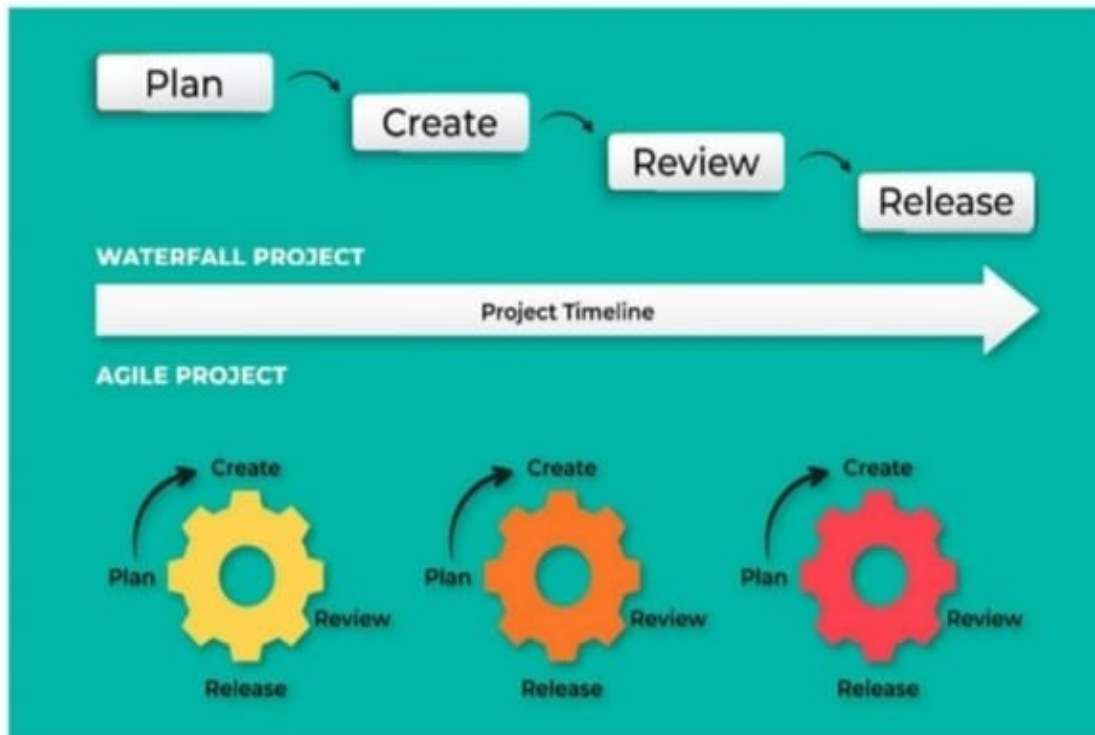 Plan
Create
Review
Release
WATERFALL PROJECT
Project Timeline
AGILE PROJECT
Create
Plan
Review
Release
Create
Plan
Review
Release
Create
Plan
Review
Release